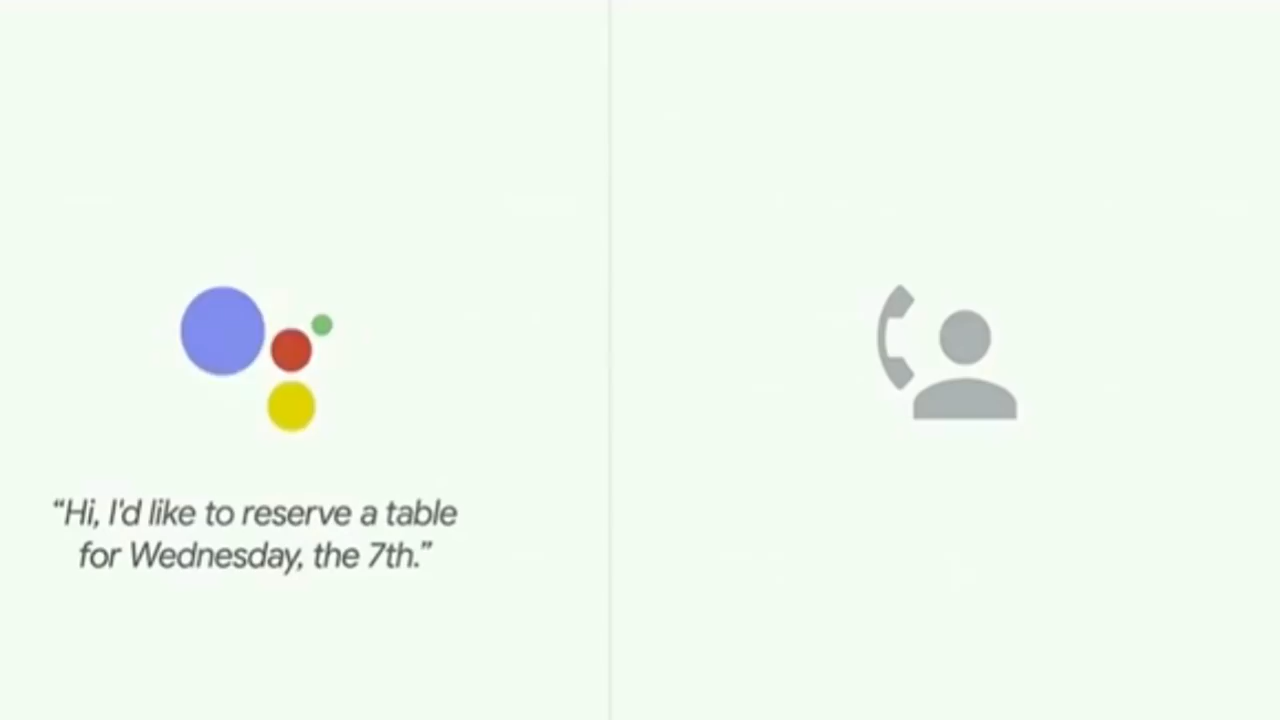 “Hi, I'd like to reserve a table
for Wednesday, the 7th.”